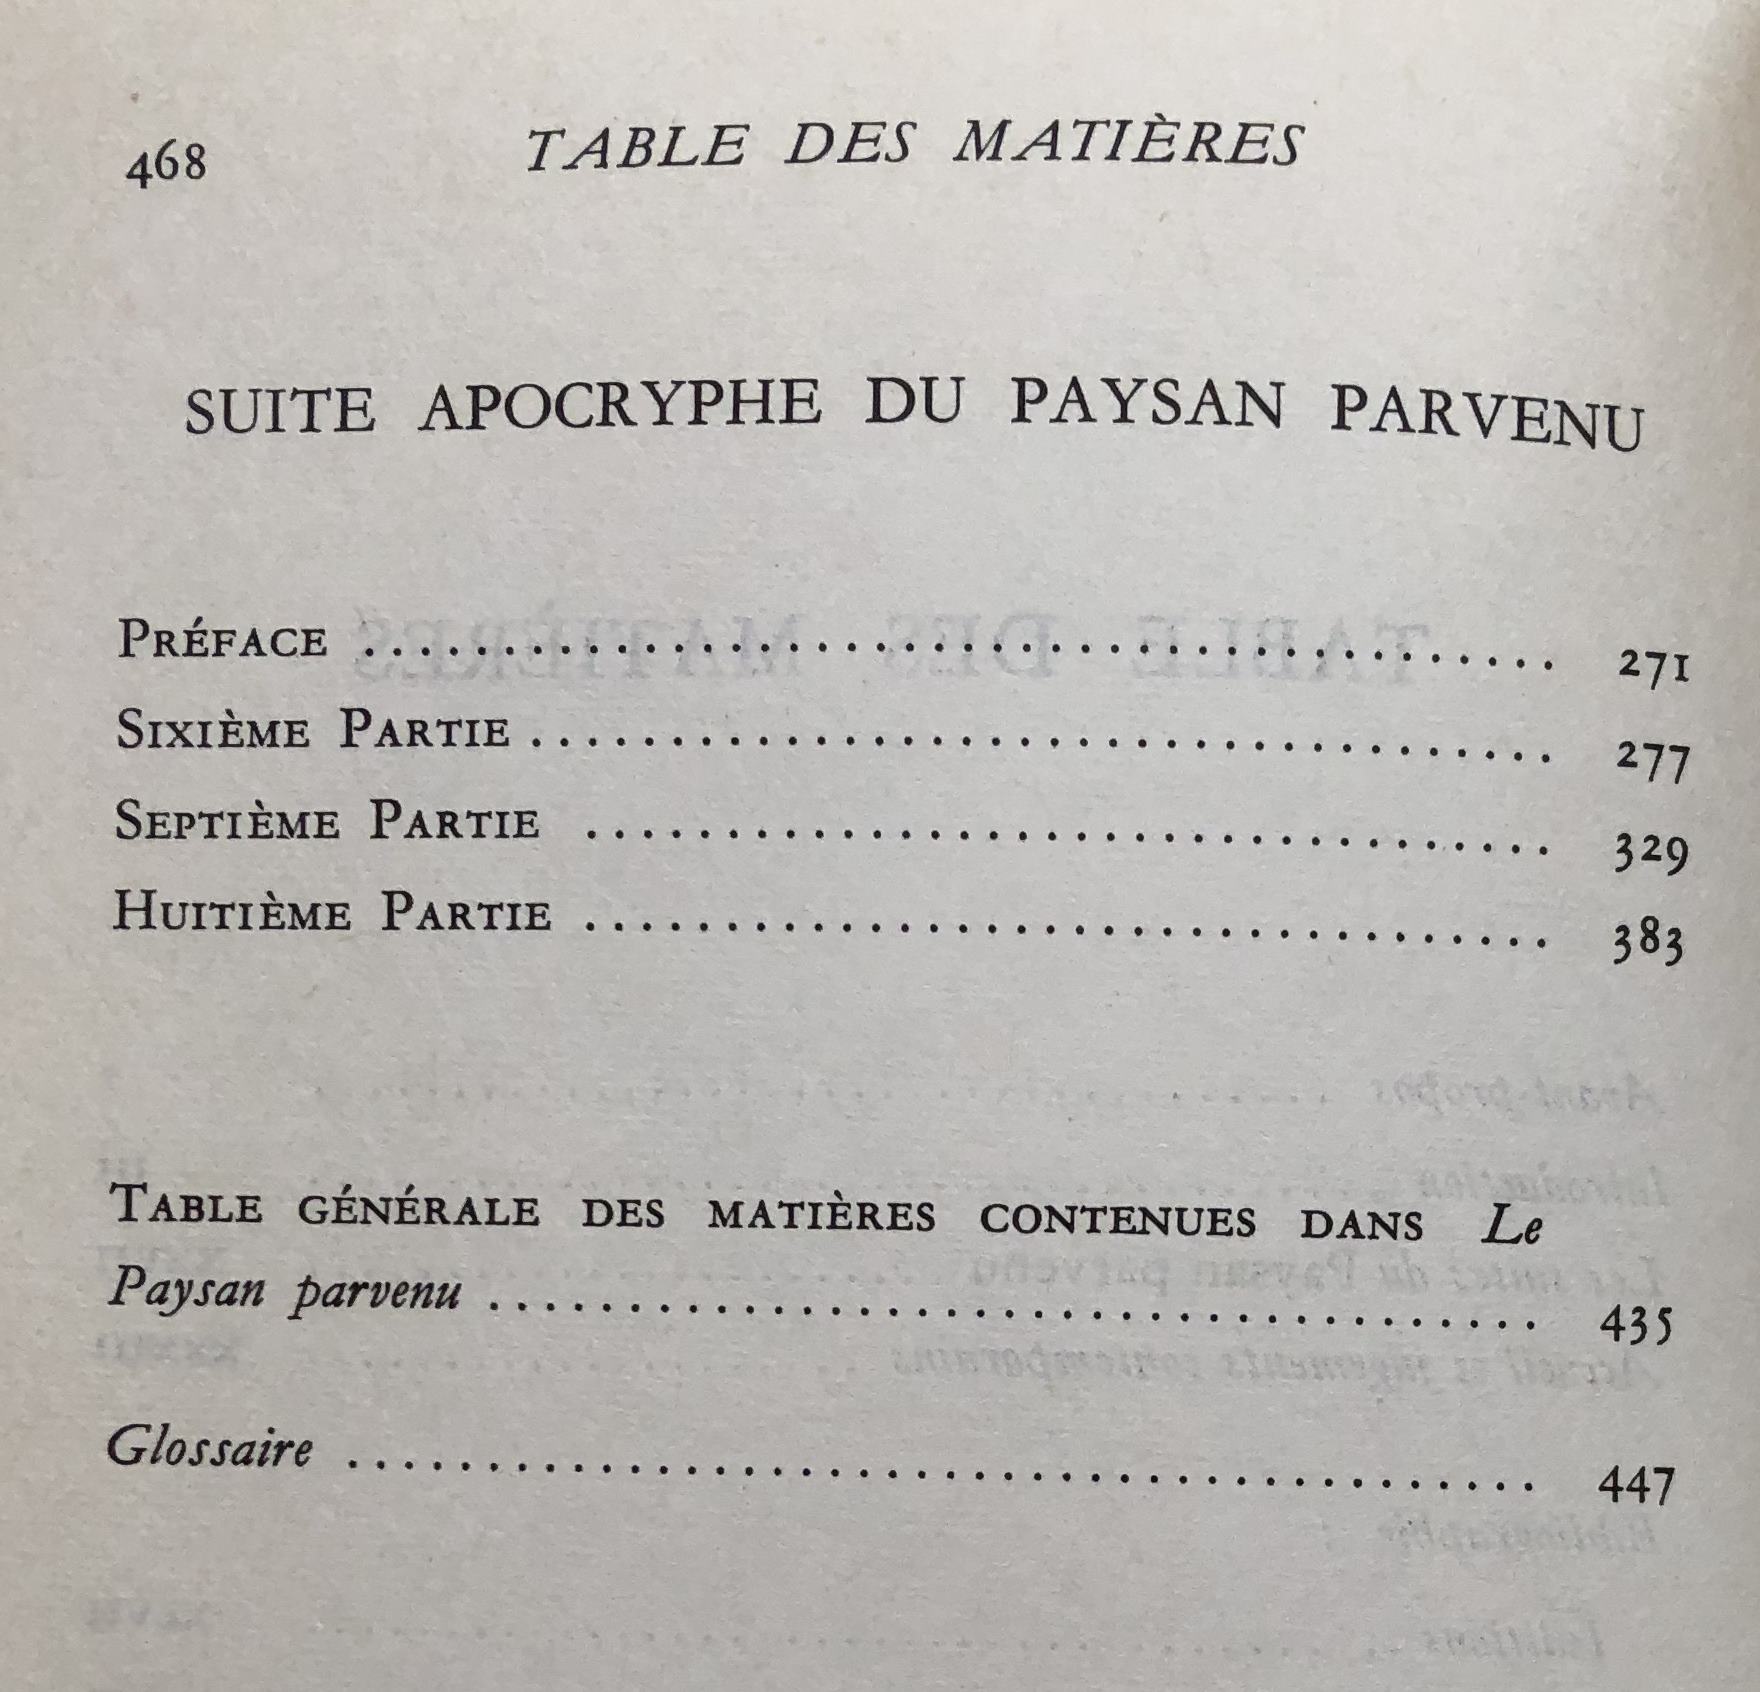 468 TABLE DES MATIÈRES
SUITE APOCRYPHE DU PAYSAN PARVENU
PRÉFACE ........................................ 271
SIXIÈME PARTIE .................................... 277
SEPTIÈME PARTIE .................................. 329
HUITIÈME PARTIE .................................. 383
TABLE GÉNÉRALE DES MATIÈRES CONTENUES DANS Le
Paysan parvenu ..................................... 435
Glossaire .......................................... 447